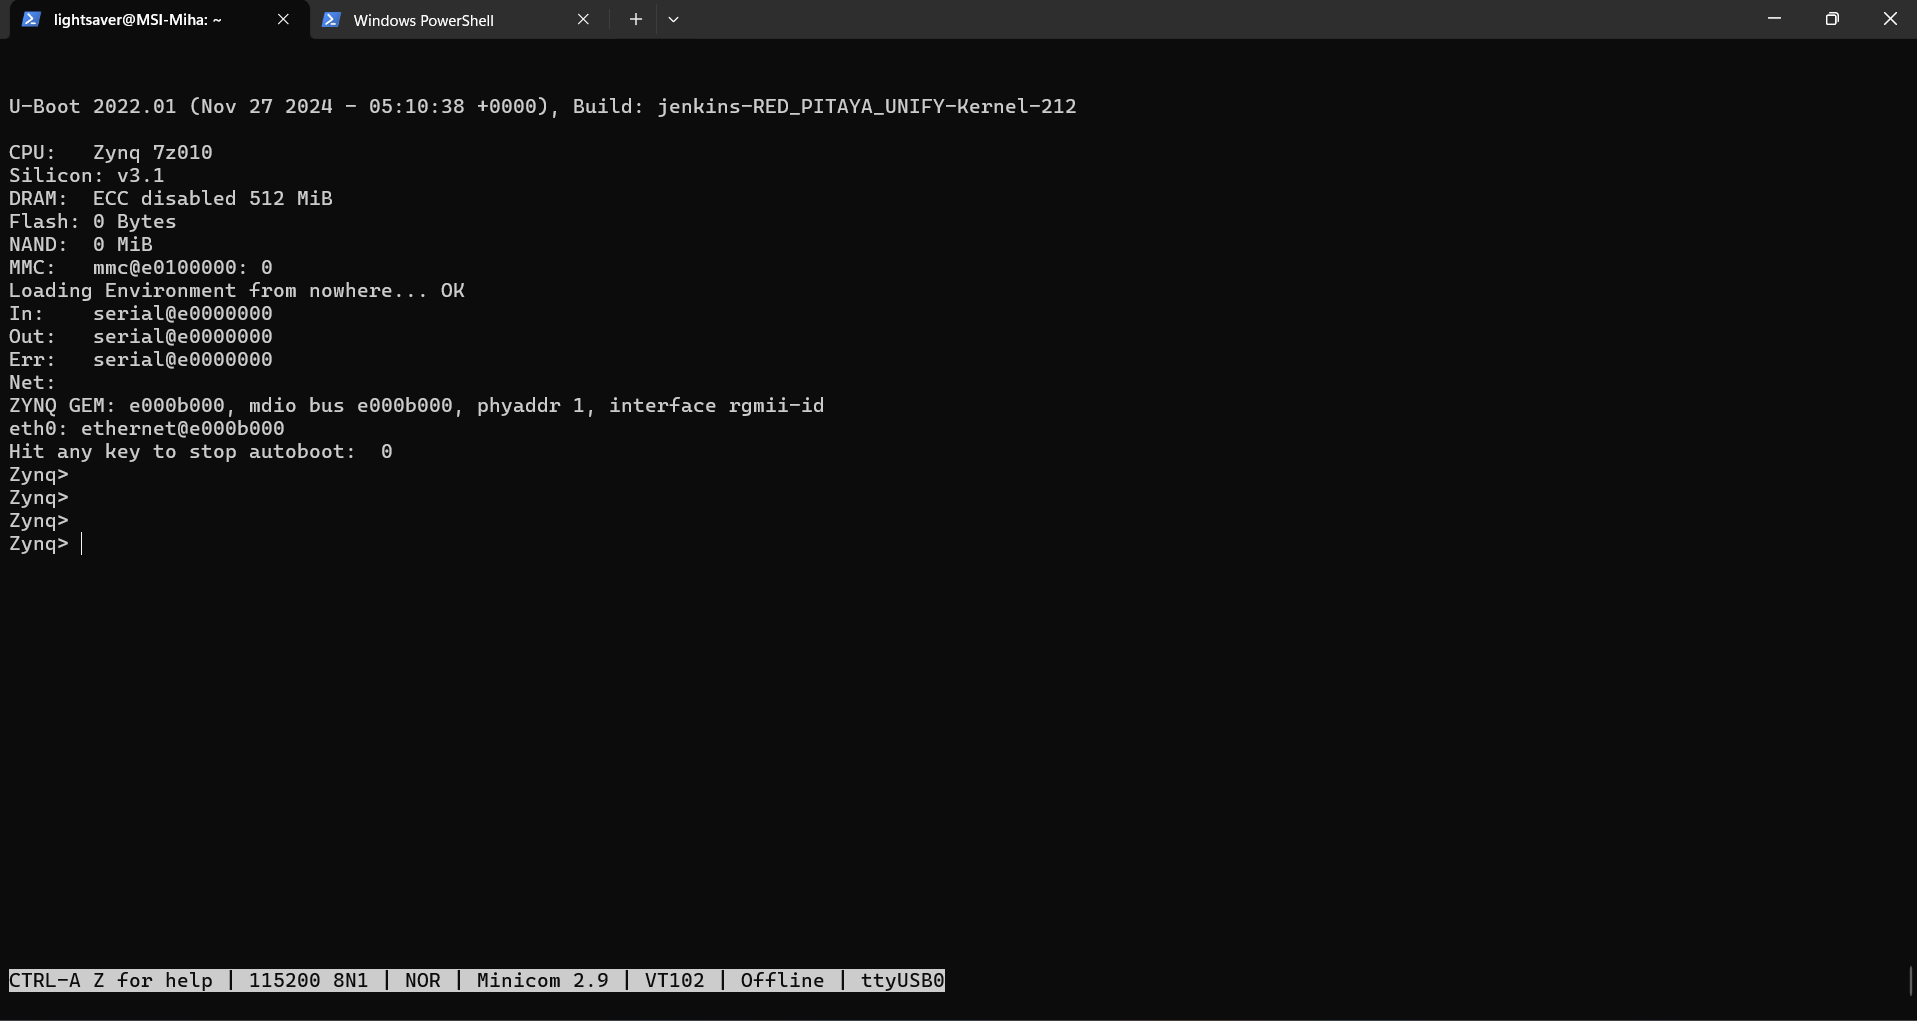 lightsaver@MSI-Miha: ~
Windows PowerShell
U-Boot 2022.01 (Nov 27 2024 - 05:10:38 +0000), Build: jenkins-RED_PITAYA_UNIFY-Kernel-212
CPU:   Zynq 7z010
Silicon: v3.1
DRAM:  ECC disabled 512 MiB
Flash: 0 Bytes
NAND:  0 MiB
MMC:   mmc@e0100000: 0
Loading Environment from nowhere... OK
In:    serial@e0000000
Out:   serial@e0000000
Err:   serial@e0000000
Net:
ZYNQ GEM: e000b000, mdio bus e000b000, phyaddr 1, interface rgmii-id
eth0: ethernet@e000b000
Hit any key to stop autoboot:  0
Zynq>
Zynq>
Zynq>
Zynq>
CTRL-A Z for help | 115200 8N1 | NOR | Minicom 2.9 | VT102 | Offline | ttyUSB0